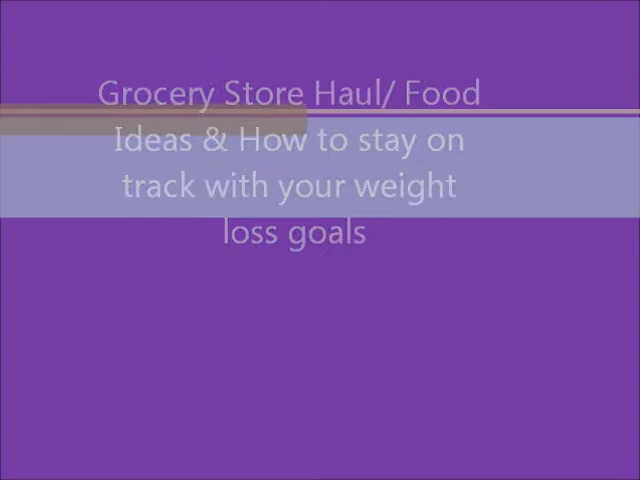 Grocery Store Haul/ Food
Ideas & How to stay on
track with your weight
loss goals